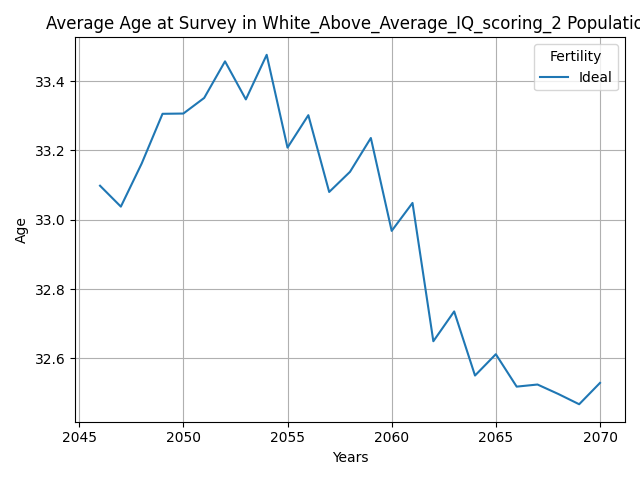 Average Age at Survey in White_Above_Average_IQ_scoring_2 Populatio
Fertility
Ideal
33.4
33.2
33.0
32.8
32.6
Age
2045 2050 2055 2060 2065 2070
Years